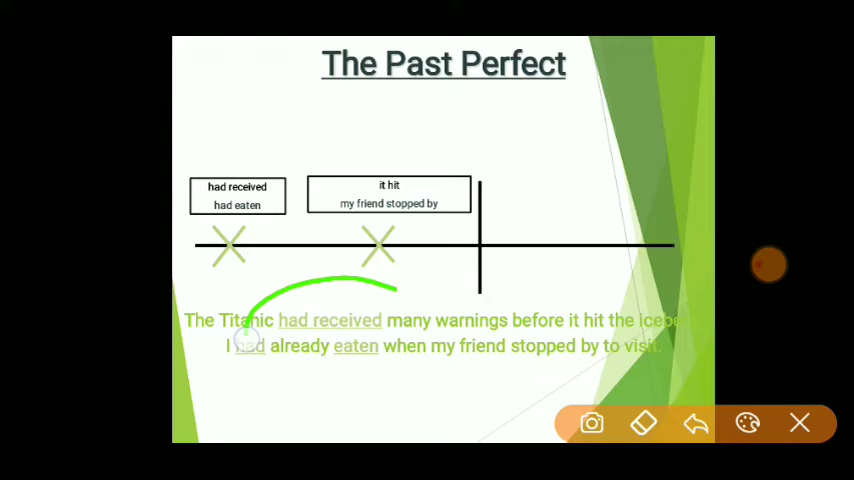 The Past Perfect
had received
had eaten
it hit
my friend stopped by
The Titanic had received many warnings before it hit the icebe
I had already eaten when my friend stopped by to visit.